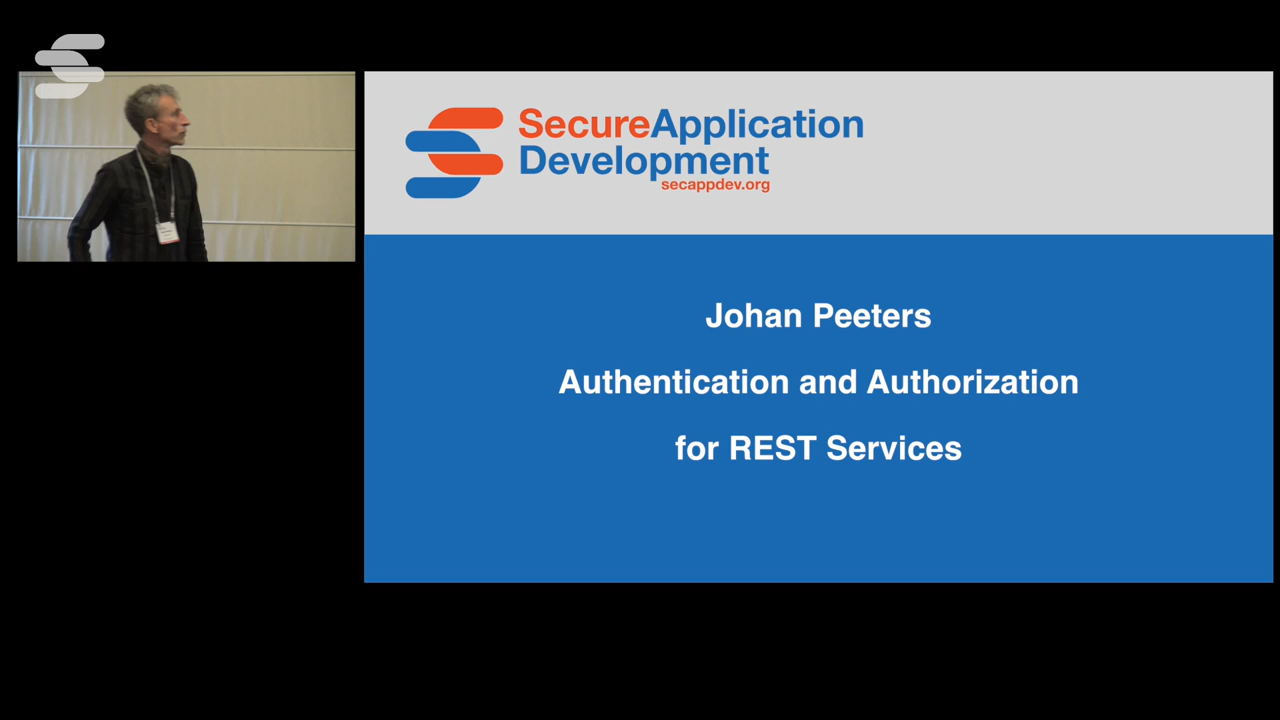 SecureApplication
Development
secappdev.org
Johan Peeters
Authentication and Authorization
for REST Services